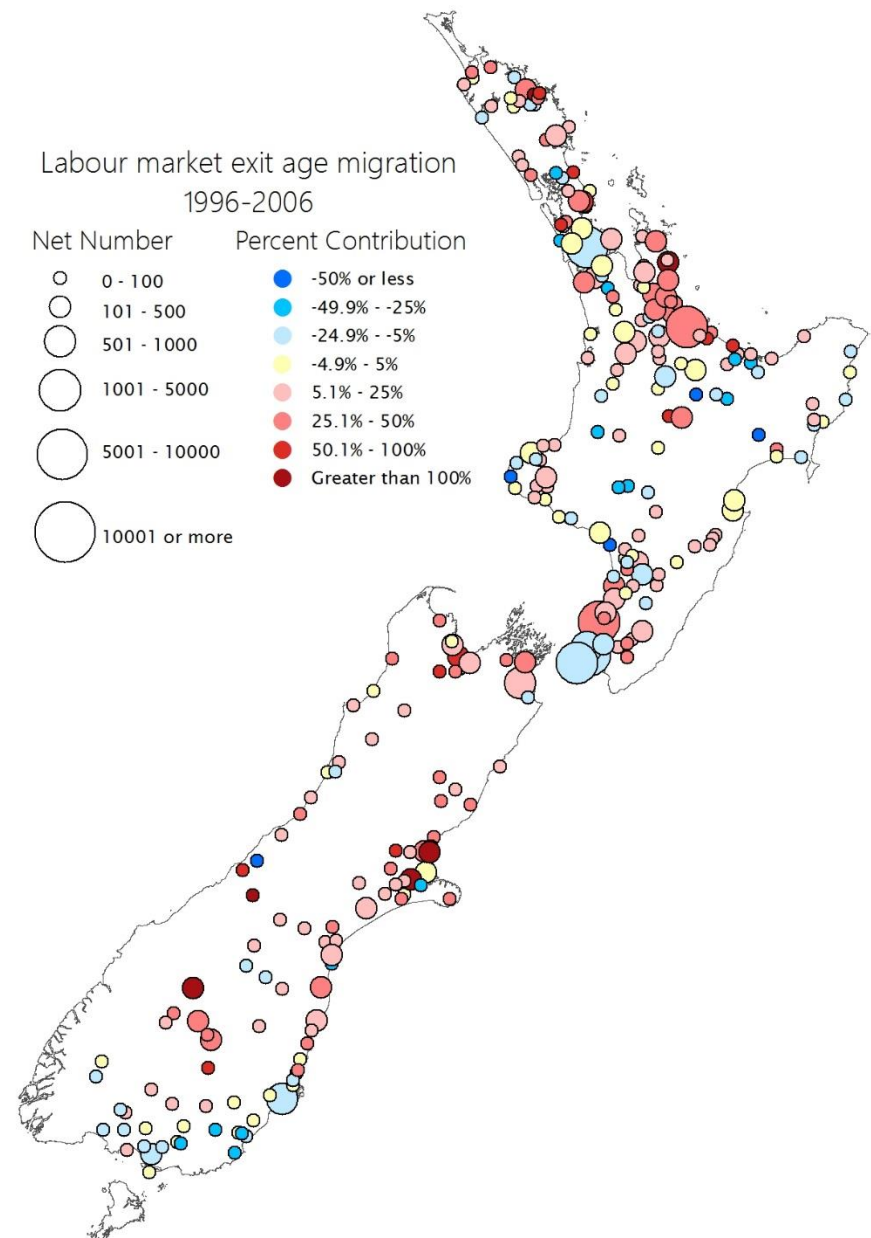 Labour market exit age migration
1996-2006
Net Number
0 - 100
101 - 500
501 - 1000
1001 - 5000
5001 - 10000
10001 or more
Percent Contribution
-50% or less
-49.9% - -25%
-24.9% - -5%
-4.9% - 5%
5.1% - 25%
25.1% - 50%
50.1% - 100%
Greater than 100%